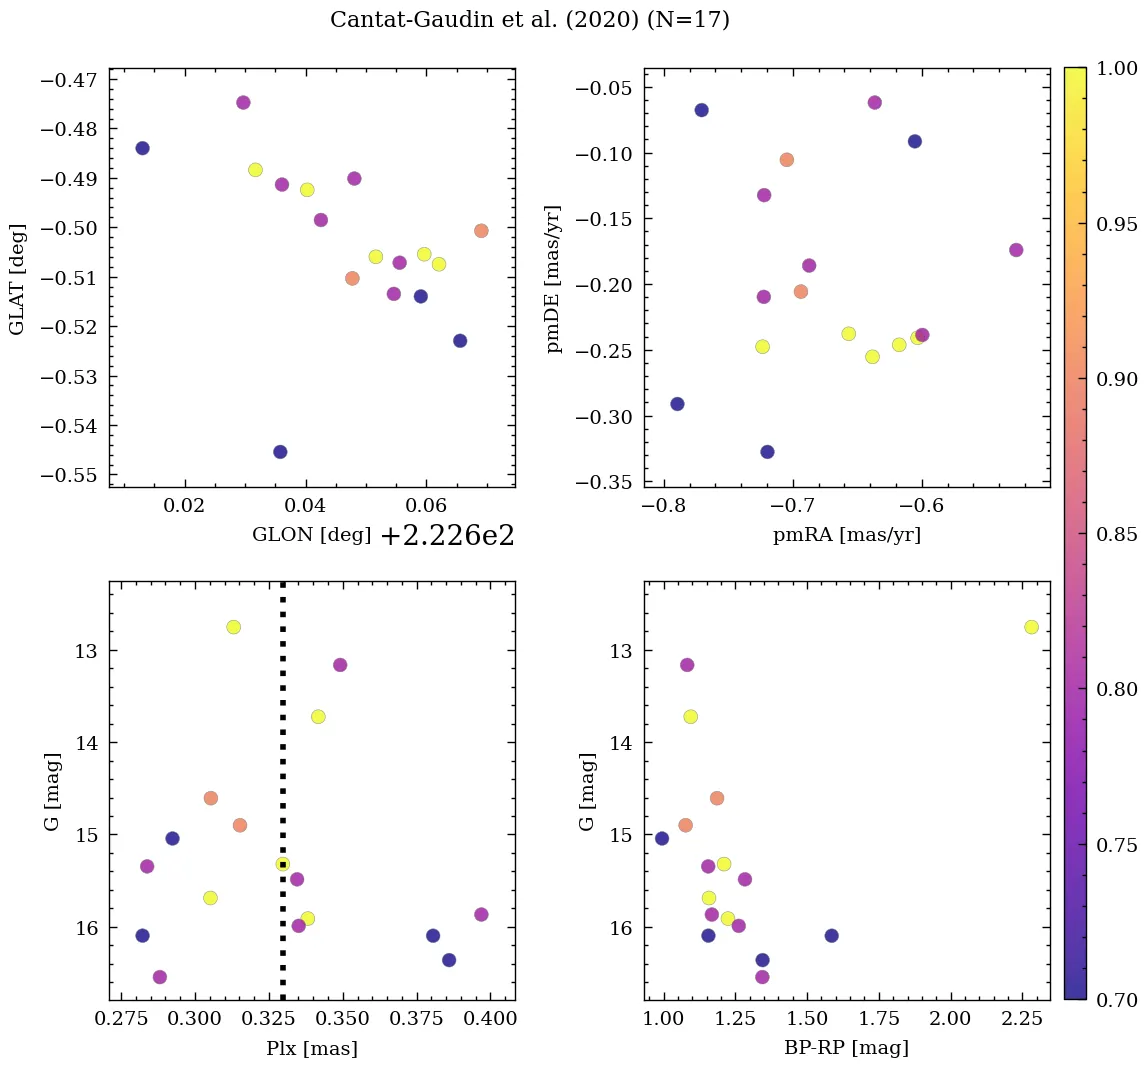 Cantat-Gaudin et al. (2020) (N=17)
GLAT [deg]
−0.47
−0.48
−0.49
−0.50
−0.51
−0.52
−0.53
−0.54
−0.55
0.02 0.04 0.06
GLON [deg] +2.226e2
pmDE [mas/yr]
−0.05
−0.10
−0.15
−0.20
−0.25
−0.30
−0.35
−0.8 −0.7 −0.6
pmRA [mas/yr]
G [mag]
13
14
15
16
0.275 0.300 0.325 0.350 0.375 0.400
Plx [mas]
G [mag]
1.00 1.25 1.50 1.75 2.00 2.25
BP-RP [mag]
1.00
0.95
0.90
0.85
0.80
0.75
0.70